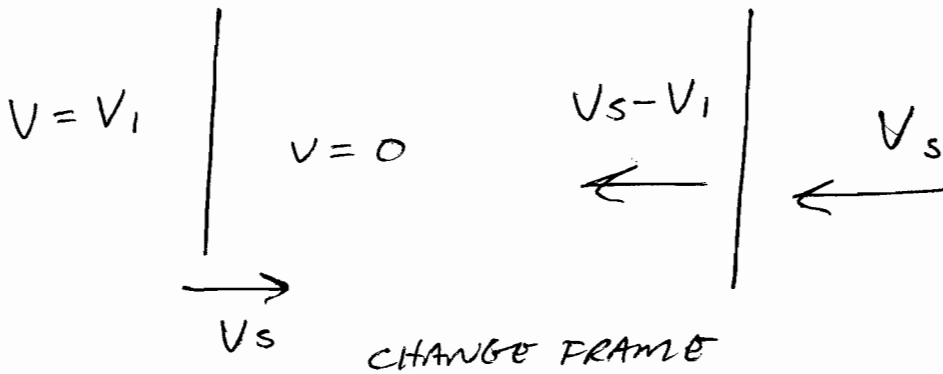 V = V1
v = 0
Vs
Vs-V1
Vs
CHANGE FRAME